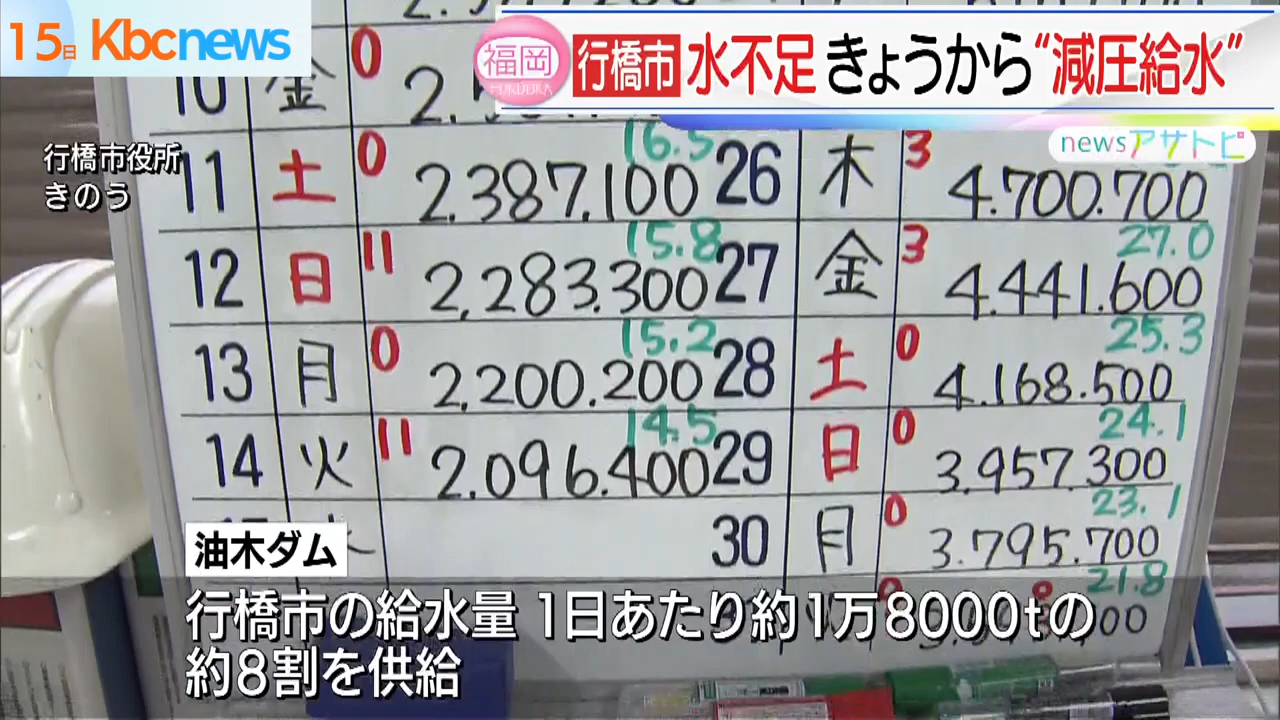 15日 Kbcnews
福岡
FUKUOKA
行橋市 水不足 きょうから“減圧給水”
newsアサトピ
行橋市役所
きのう
10 金 0
16.5
11 土 0 2,387,100
15.8
12 日 11 2,283.300
15.2
13 月 0 2,200.200
14.5
14 火 11 2.096.400
26 木 3 4.700.700
27.0
27 金 3 4.441.600
25.3
28 土 0 4.168.500
24.1
29 日 0 3.957.300
23.1
30 月 0 3.795.700
21.8
油木ダム
行橋市の給水量 1日あたり約1万8000tの
約8割を供給